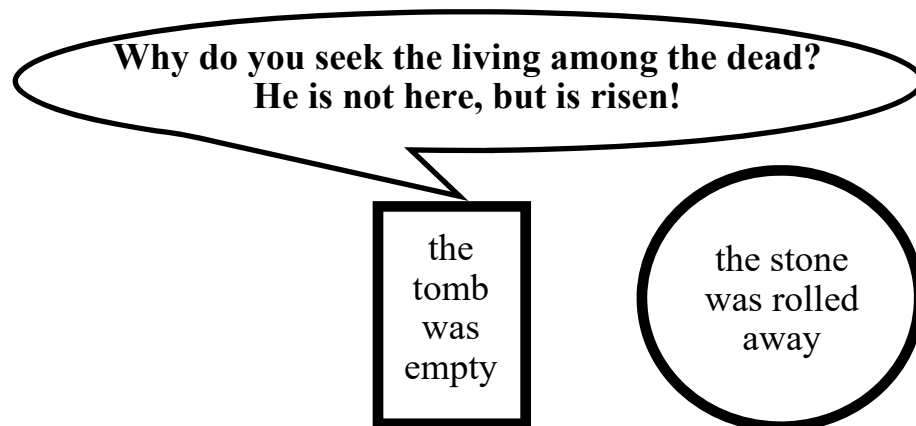 Why do you seek the living among the dead?
He is not here, but is risen!
the
tomb
was
empty
the stone
was rolled
away